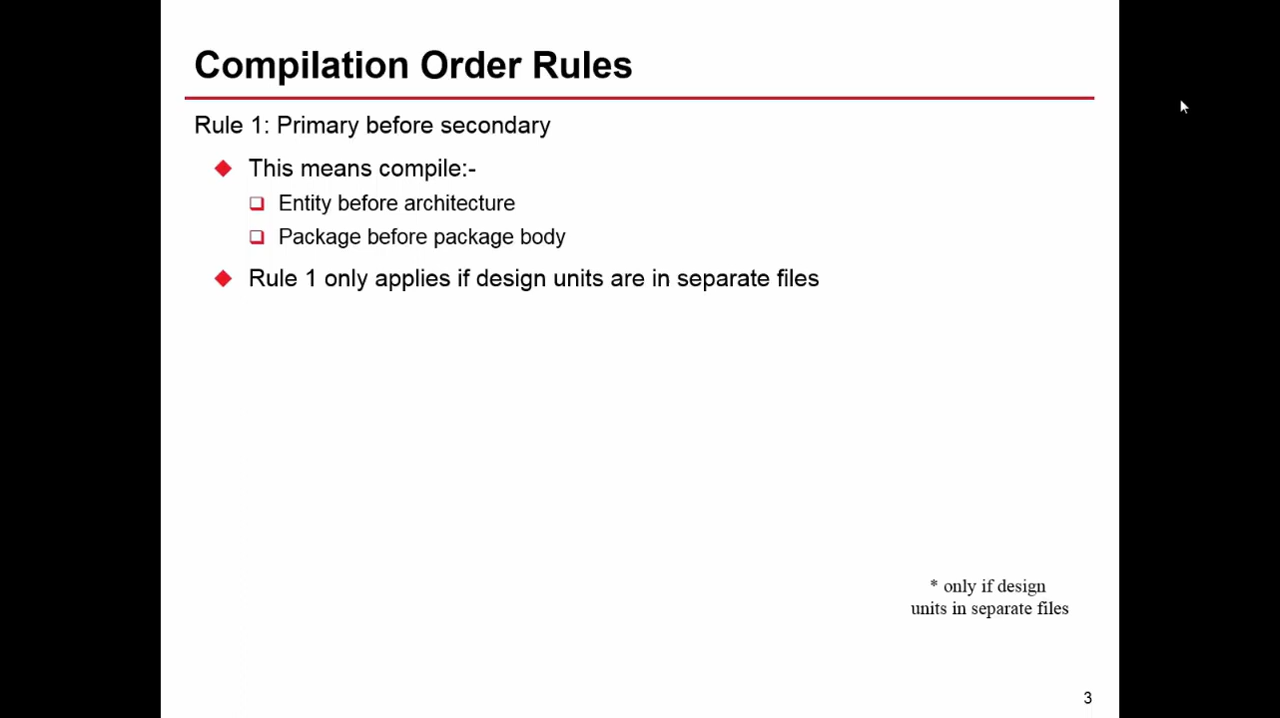 Compilation Order Rules
Rule 1: Primary before secondary
This means compile:-
Entity before architecture
Package before package body
Rule 1 only applies if design units are in separate files
* only if design
units in separate files
3